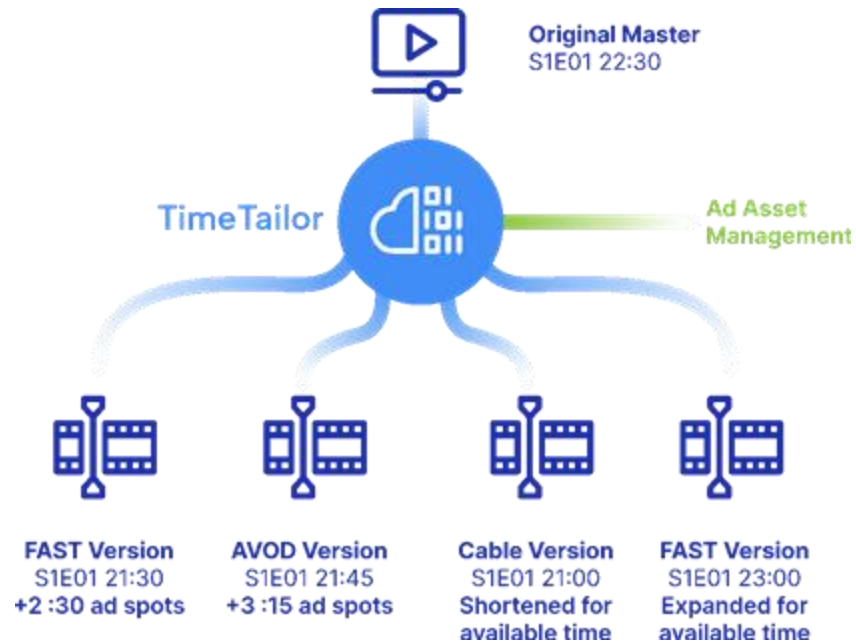 Original Master
S1E01 22:30
TimeTailor
Ad Asset
Management
FAST Version
S1E01 21:30
+2 :30 ad spots
AVOD Version
S1E01 21:45
+3 :15 ad spots
Cable Version
S1E01 21:00
Shortened for
available time
FAST Version
S1E01 23:00
Expanded for
available time